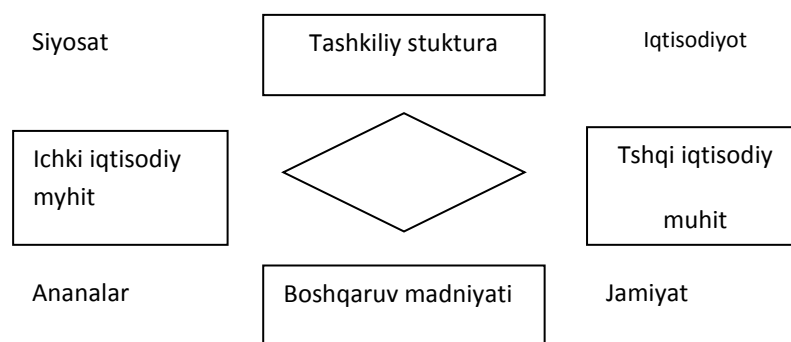 Siyosat
Tashkiliy stuktura
Iqtisodiyot
Ichki iqtisodiy
myhit
Tshqi iqtisodiy
muhit
Ananalar
Boshqaruv madniyati
Jamiyat